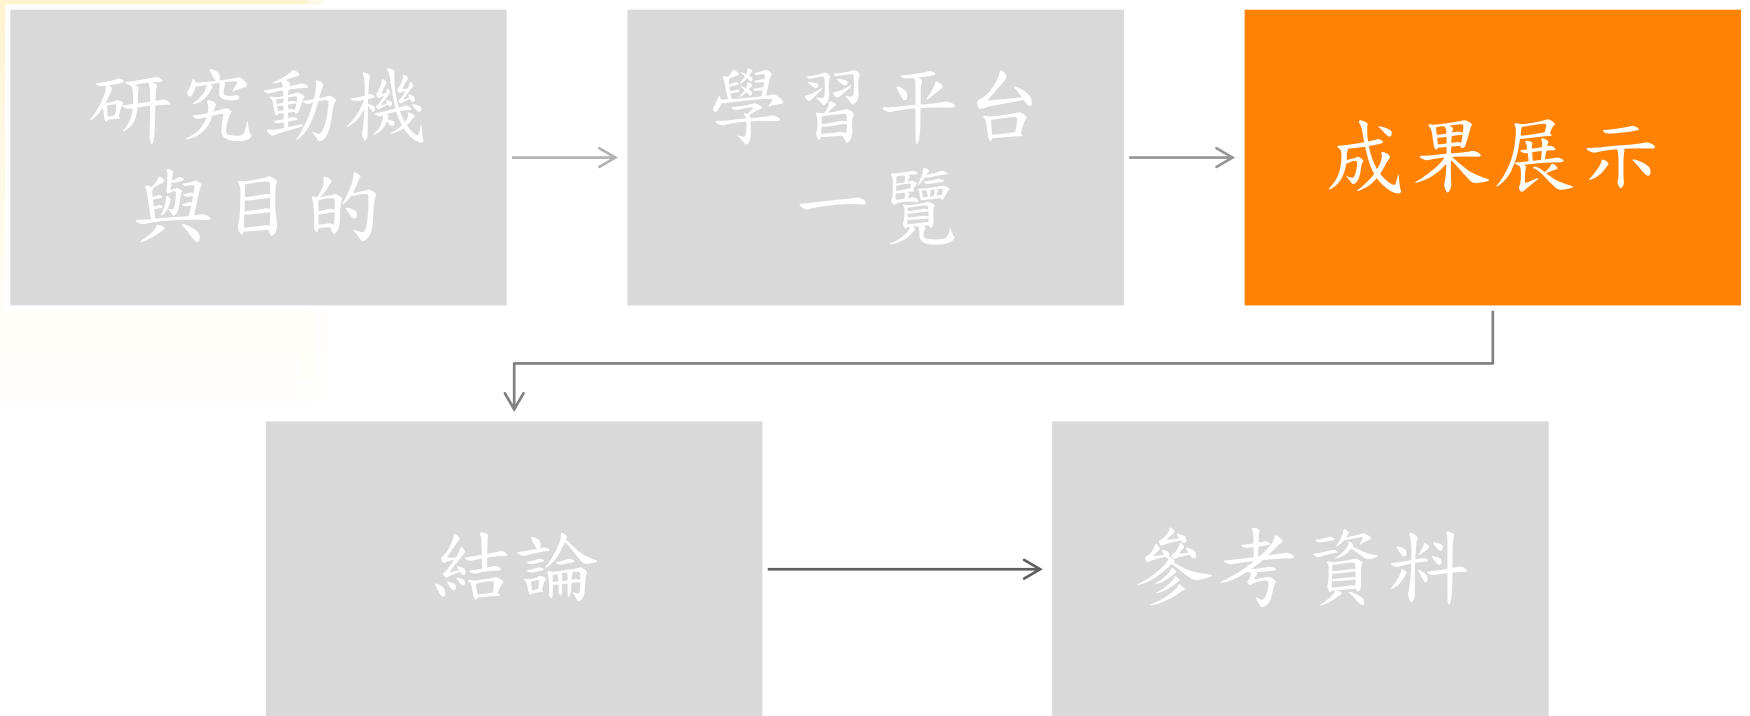 研究動機
與目的
學習平台
一覽
成果展示
結論
參考資料